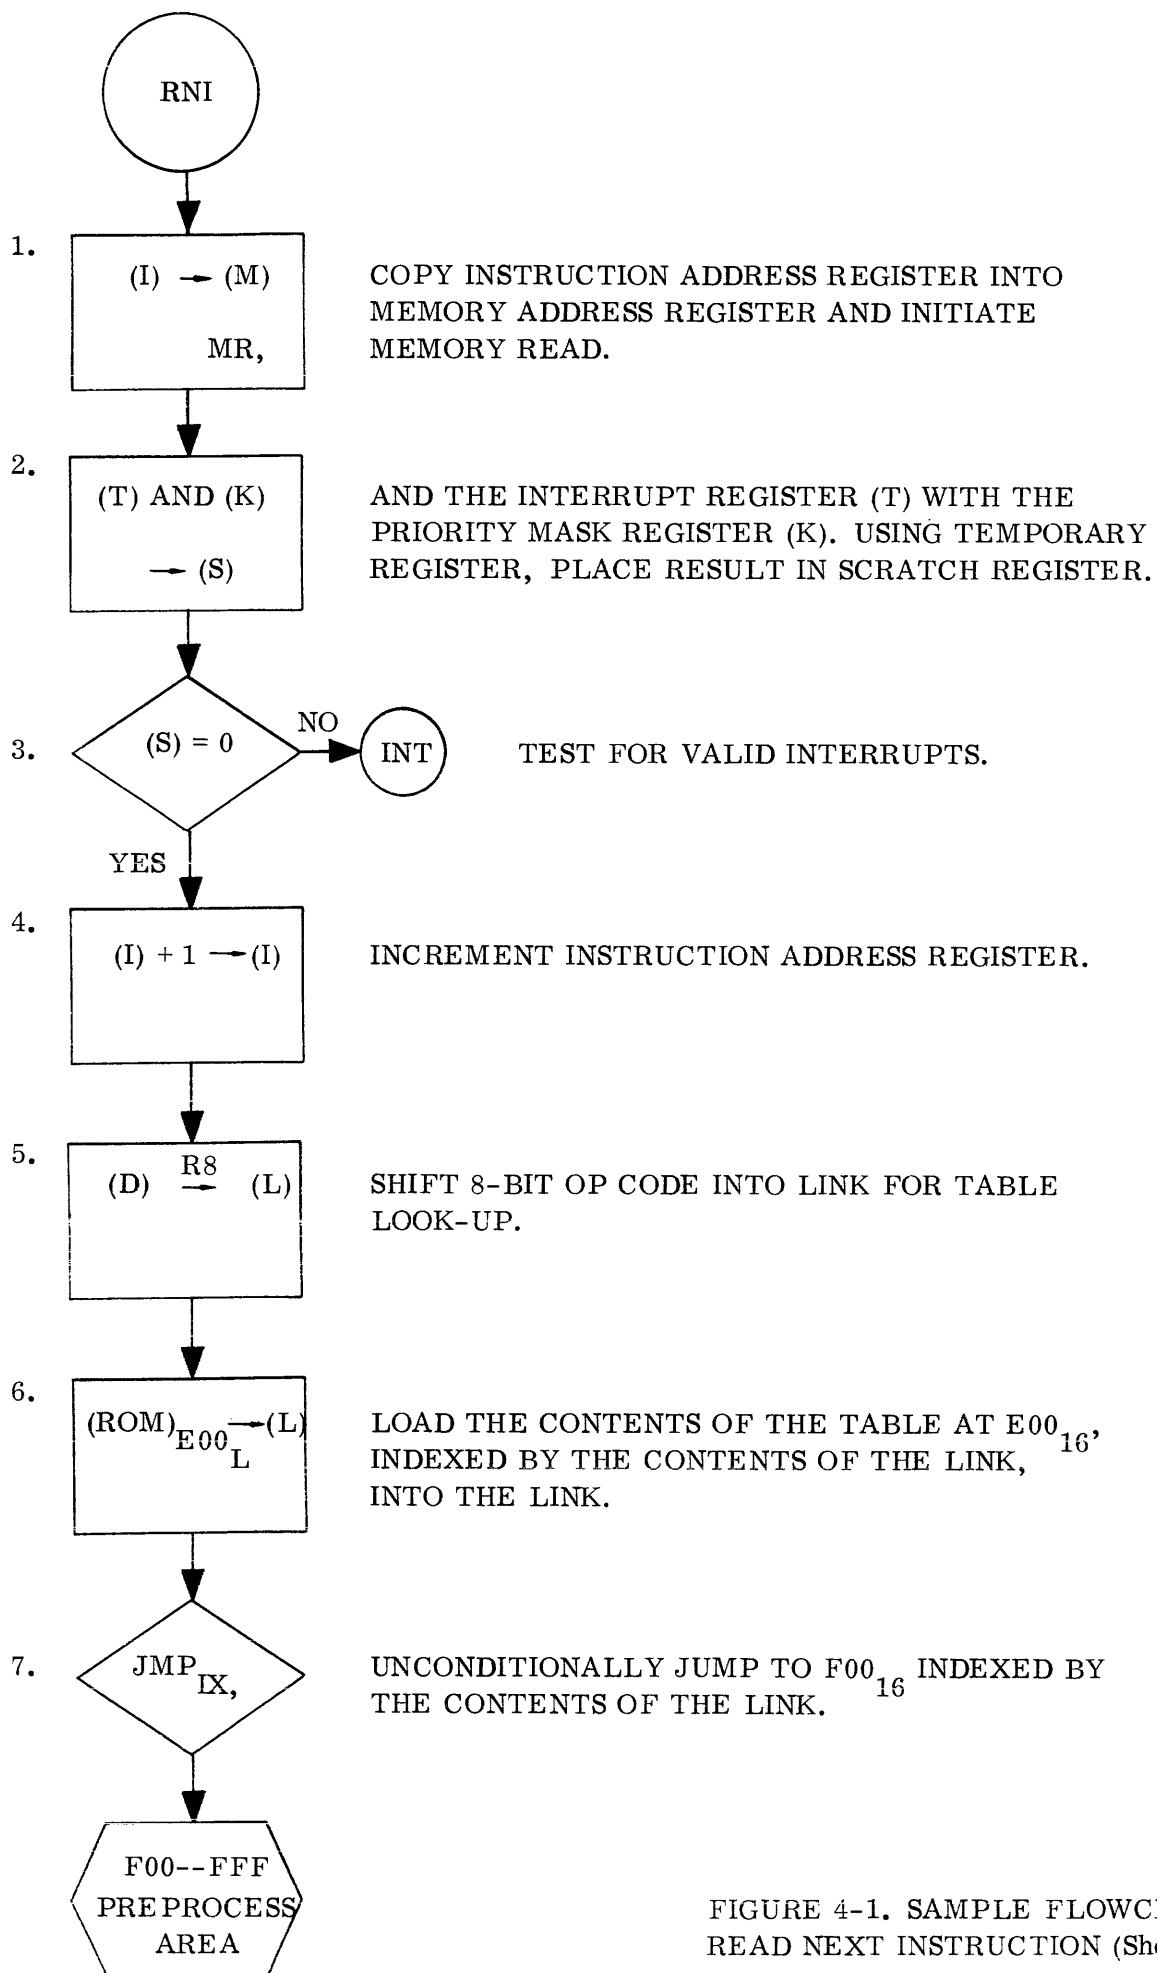 RNI
1.
(I) → (M)
MR,
COPY INSTRUCTION ADDRESS REGISTER INTO
MEMORY ADDRESS REGISTER AND INITIATE
MEMORY READ.
2.
(T) AND (K)
→ (S)
AND THE INTERRUPT REGISTER (T) WITH THE
PRIORITY MASK REGISTER (K). USING TEMPORARY
REGISTER, PLACE RESULT IN SCRATCH REGISTER.
3.
(S) = 0
NO
INT
TEST FOR VALID INTERRUPTS.
YES
4.
(I) + 1 → (I)
INCREMENT INSTRUCTION ADDRESS REGISTER.
5.
R8
(D) → (L)
SHIFT 8-BIT OP CODE INTO LINK FOR TABLE
LOOK-UP.
6.
(ROM)E00L → (L)
LOAD THE CONTENTS OF THE TABLE AT E0016,
INDEXED BY THE CONTENTS OF THE LINK,
INTO THE LINK.
7.
JMPIX,
UNCONDITIONALLY JUMP TO F0016 INDEXED BY
THE CONTENTS OF THE LINK.
F00--FFF
PREPROCESS
AREA
FIGURE 4-1. SAMPLE
READ NEXT INSTRUCTION